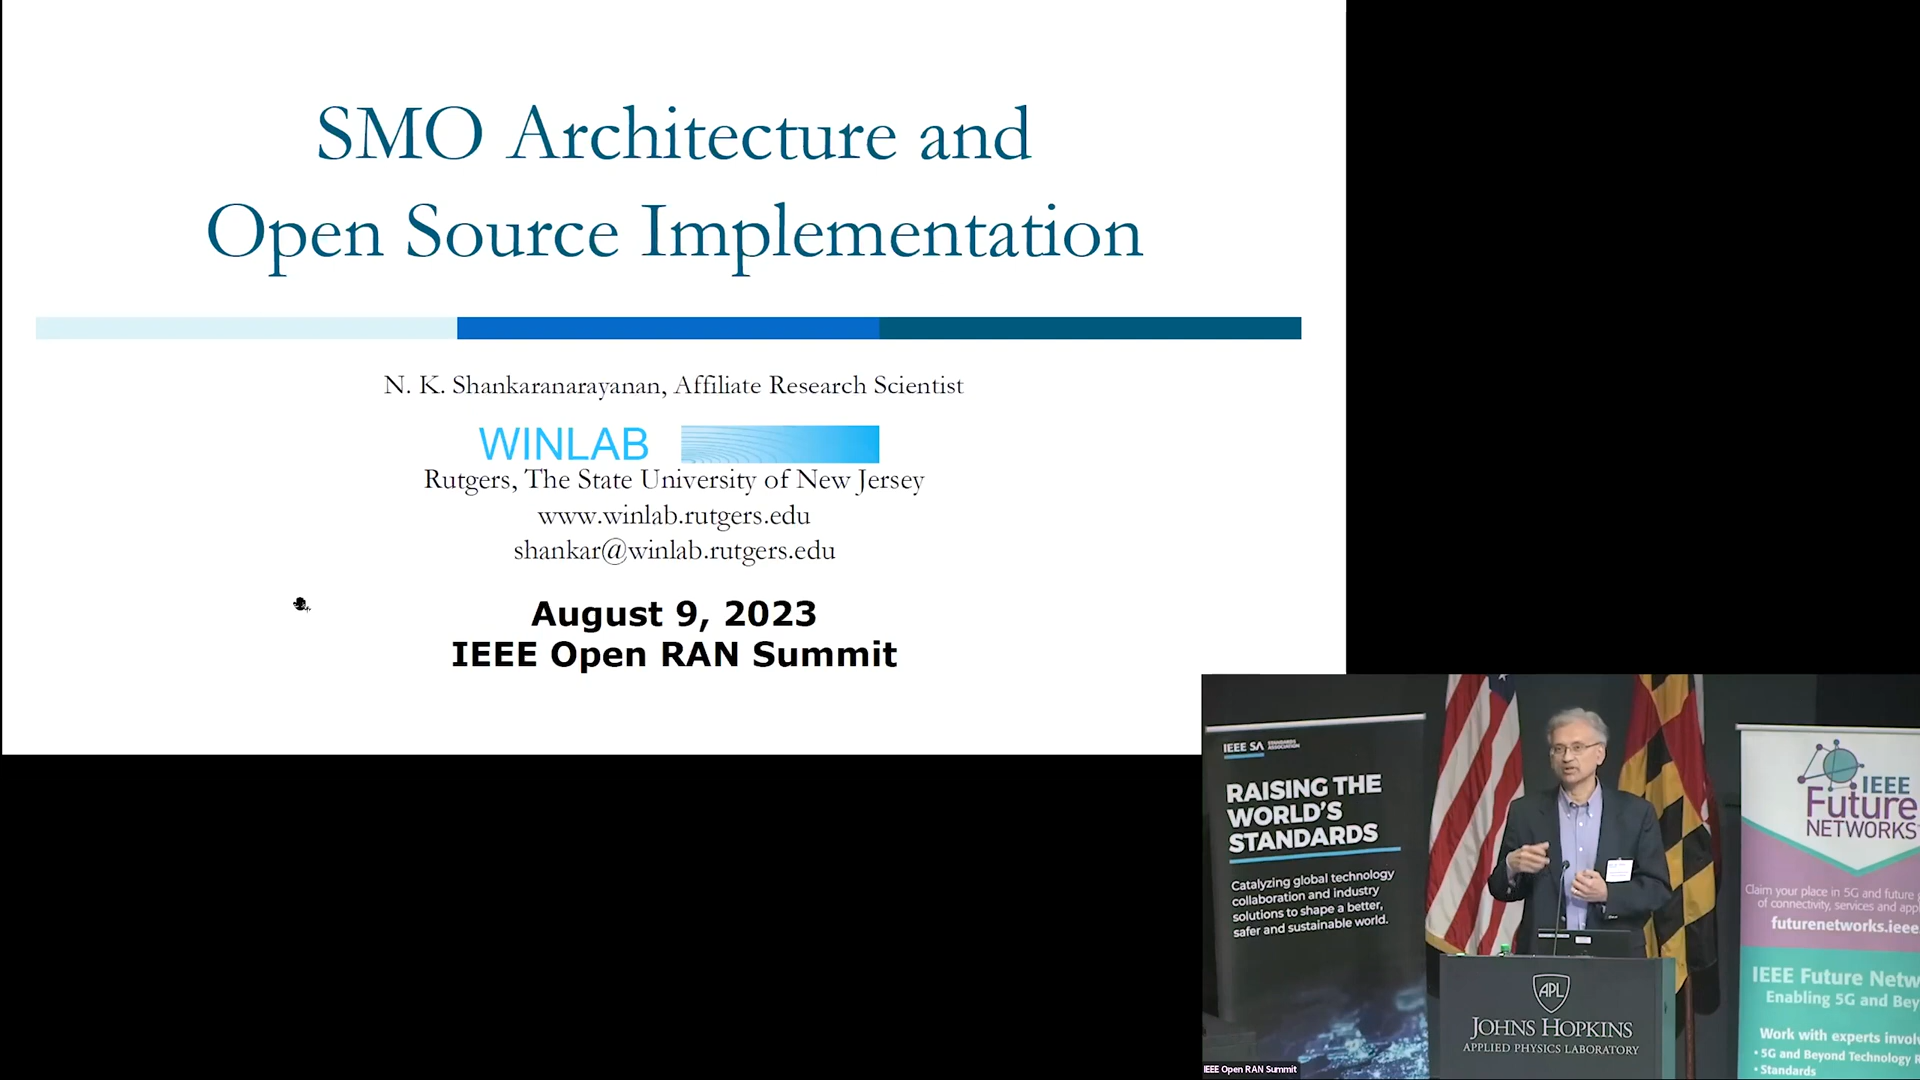 SMO Architecture and
Open Source Implementation
N. K. Shankaranarayanan, Affiliate Research Scientist
WINLAB
Rutgers, The State University of New Jersey
www.winlab.rutgers.edu
shankar@winlab.rutgers.edu
August 9, 2023
IEEE Open RAN Summit
IEEE SA STANDARDS
ASSOCIATION
RAISING THE
WORLD'S
STANDARDS
Catalyzing global technology
collaboration and industry
solutions to shape a better,
safer and sustainable world.
IEEE Open RAN Summit
APL
JOHNS HOPKINS
APPLIED PHYSICS LABORATORY
IEEE
Future
NETWORKS
Claim your place in 5G and future
of connectivity, services and app
futurenetworks.ieee.
IEEE Future Netw
Enabling 5G and Bey
Work with experts invol
• 5G and Beyond Technology R
• Standards